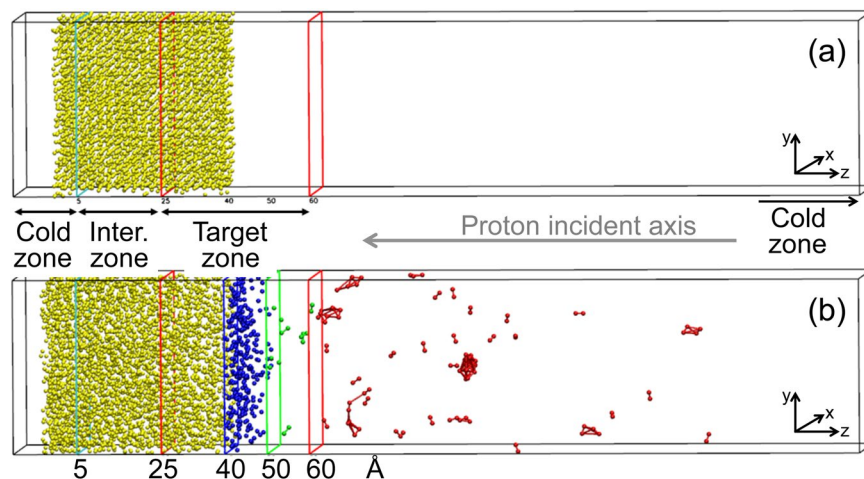 (a)
y
x
z
5
25
40
50
60
Cold zone
Inter. zone
Target zone
Proton incident axis
Cold zone
(b)
y
x
z
5
25
40
50
60
Å